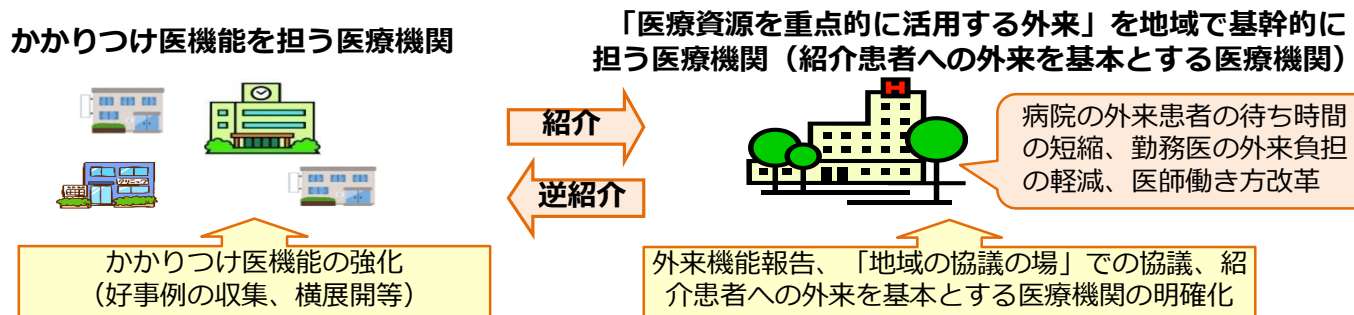 かかりつけ医機能を担う医療機関
「医療資源を重点的に活用する外来」を地域で基幹的に
担う医療機関（紹介患者への外来を基本とする医療機関）
紹介
逆紹介
H
病院の外来患者の待ち時間
の短縮、勤務医の外来負担
の軽減、医師働き方改革
かかりつけ医機能の強化
（好事例の収集、横展開等）
外来機能報告、「地域の協議の場」での協議、紹
介患者への外来を基本とする医療機関の明確化